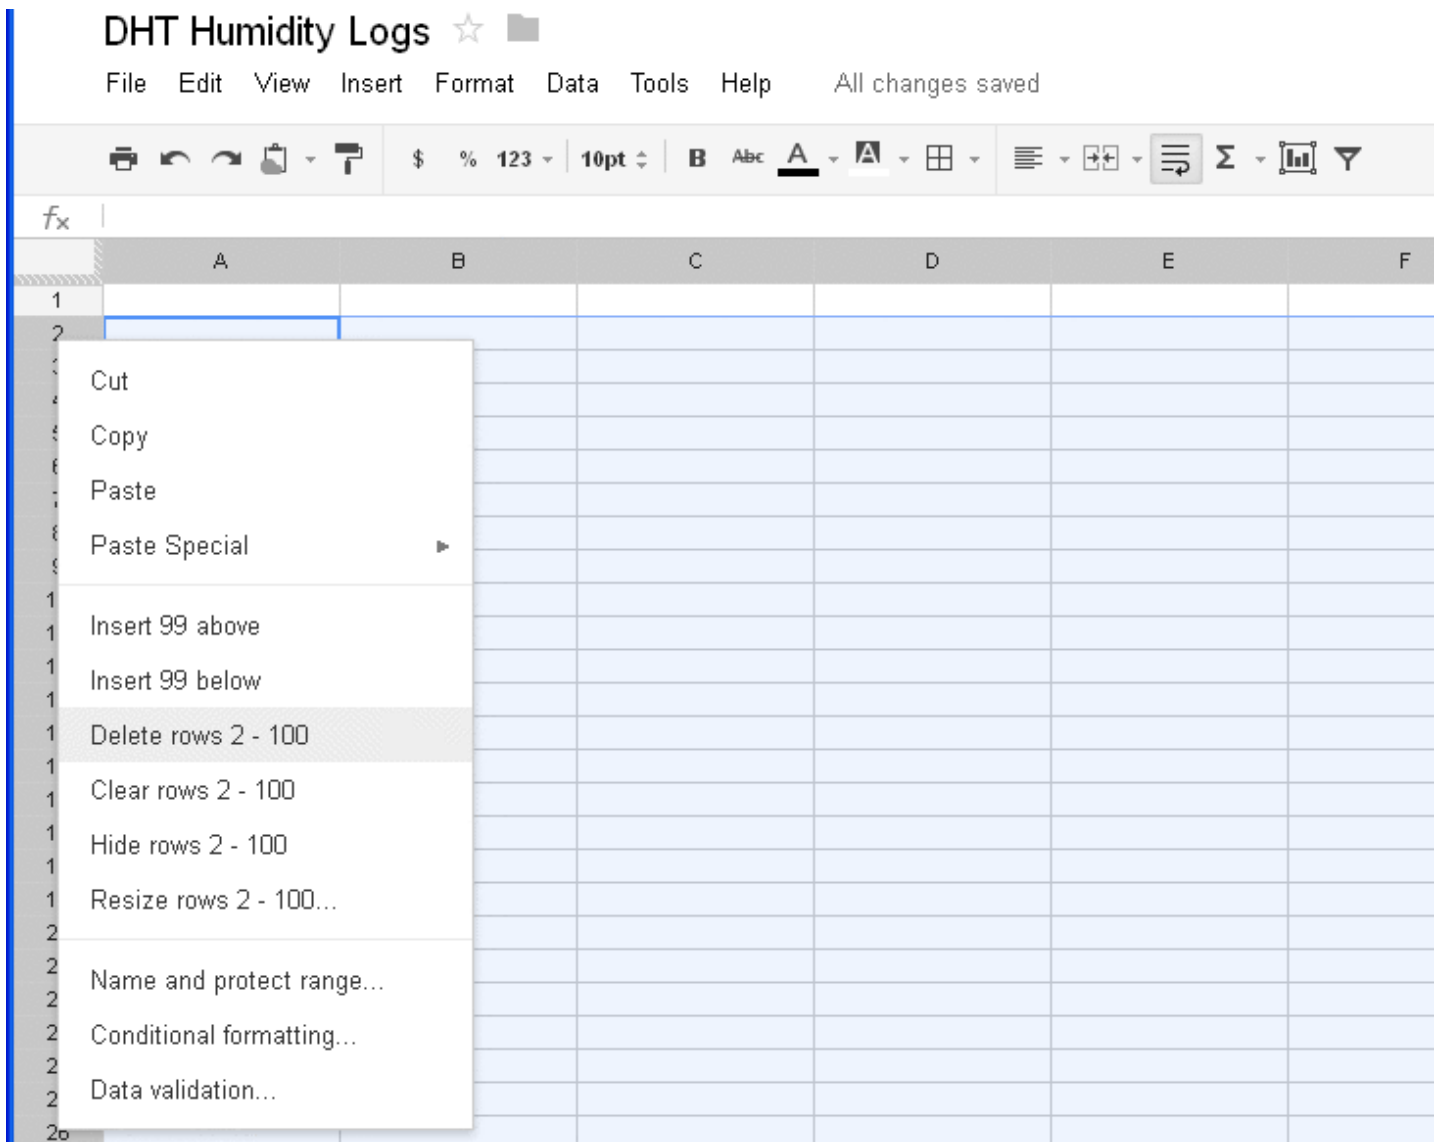 DHT Humidity Logs
File Edit View Insert Format Data Tools Help All changes saved
$ % 123 10pt B Abc A A Σ
fx
A B C D E F
1
2
Cut
Copy
Paste
Paste Special
Insert 99 above
Insert 99 below
Delete rows 2 - 100
Clear rows 2 - 100
Hide rows 2 - 100
Resize rows 2 - 100...
Name and protect range...
Conditional formatting...
Data validation...
26